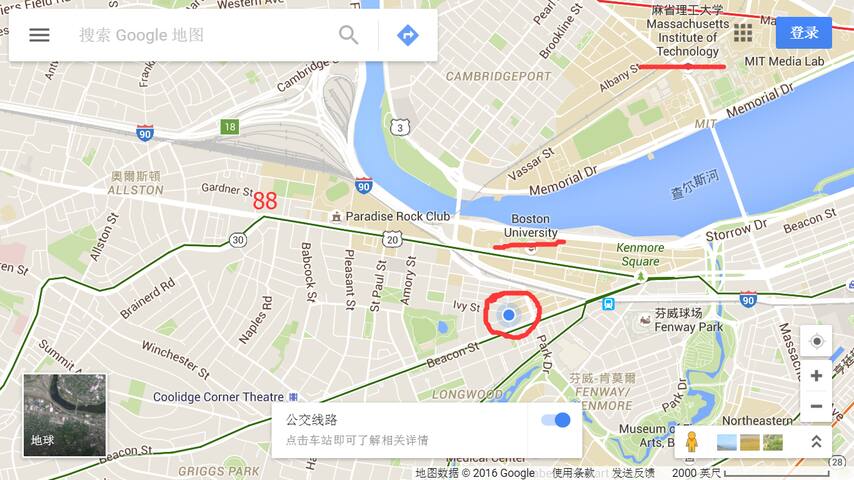 麻省理工大学
Massachusetts
Institute of
Technology
搜索 Google 地图
登录
MIT Media Lab
Pearl St
Brookline St
Franklin
Cambridge St
CAMBRIDGEPORT
Albany St
Memorial Dr
MIT
3
18
90
Vassar St
奧爾斯頓
ALLSTON
Gardner St
88
90
Memorial Dr
查尔斯河
Paradise Rock Club
Boston
University
Storrow Dr
Beacon St
Allston St
30
20
Kenmore
Square
Babcock St
Pleasant St
St Paul St
Amory St
Brainerd Rd
Naples Rd
Ivy St
90
芬威球场
Fenway Park
Beacon St
Park Dr
Winchester St
Summit Ave
芬威-肯莫爾
FENWAY/
KENMORE
Park Dr
Massachusetts
Coolidge Corner Theatre
LONGWOOD
地球
公交线路
点击车站即可了解相关详情
Museum of
Arts, B
Northeastern
Beacon St
GRIGGS PARK
Medical Center
28
地图数据 © 2016 Google
使用条款
发送反馈
2000 英尺